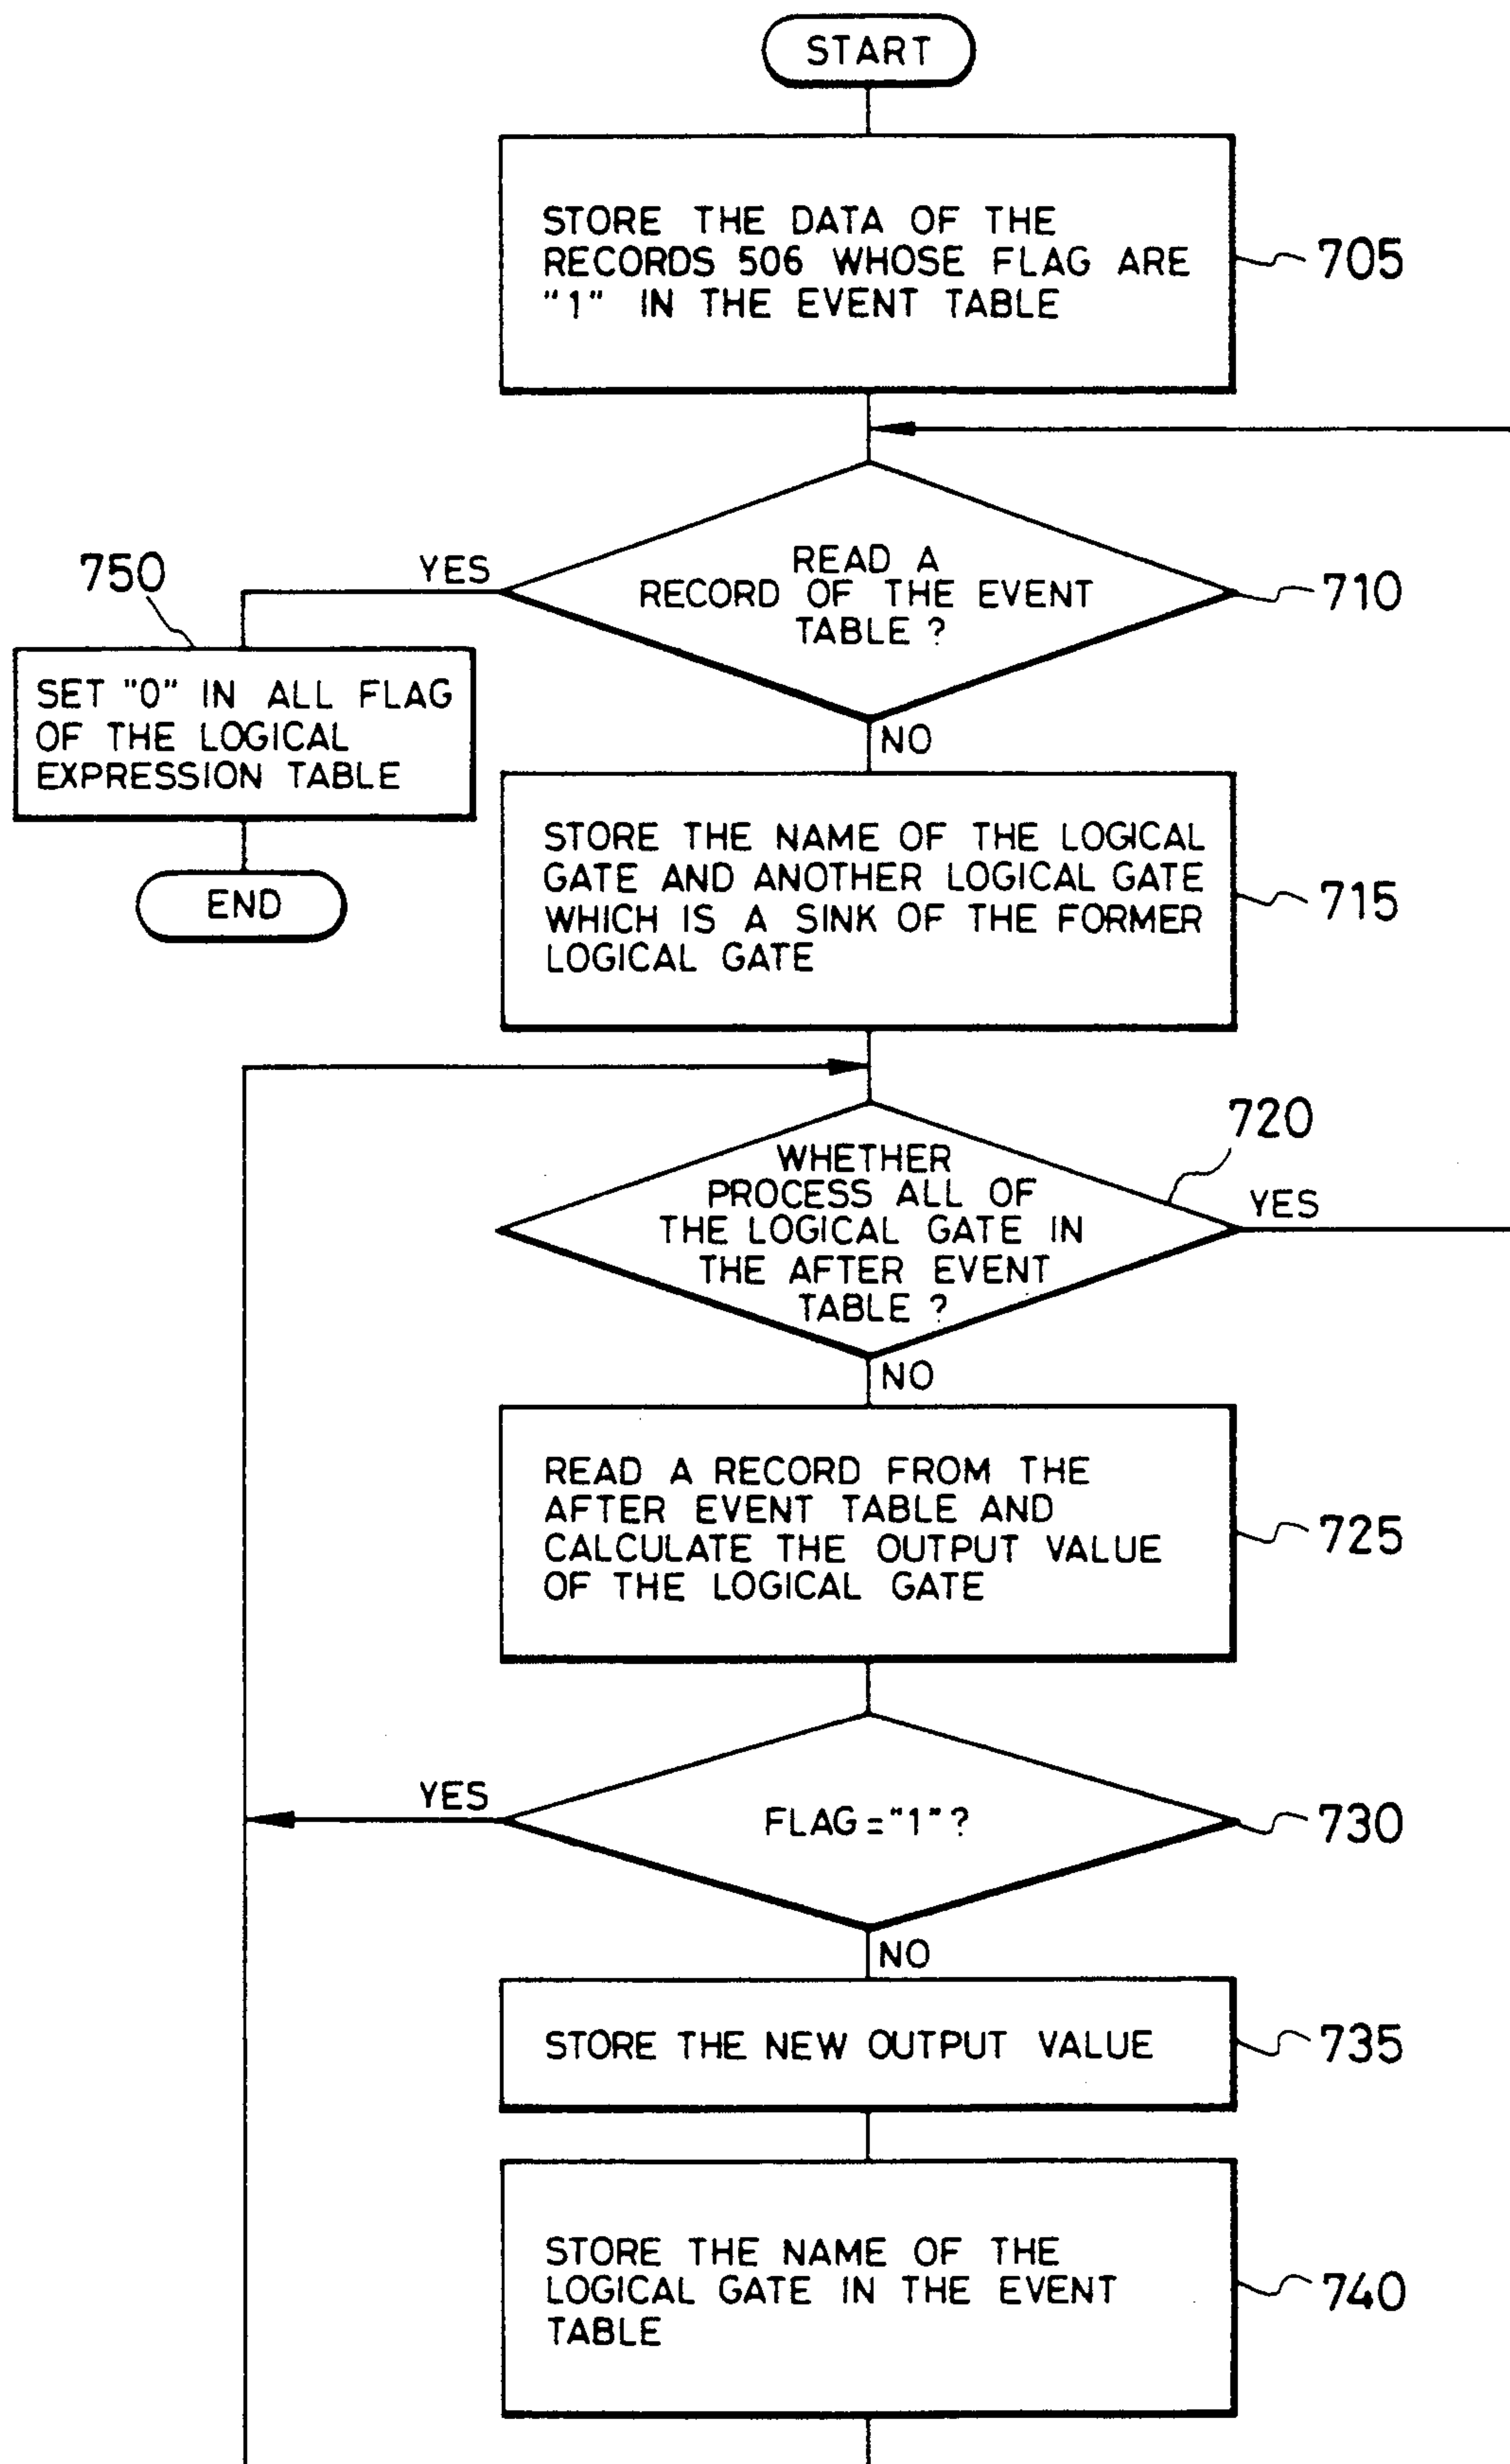 START
STORE THE DATA OF THE
RECORDS 506 WHOSE FLAG ARE
"1" IN THE EVENT TABLE
705
READ A
RECORD OF THE EVENT
TABLE ?
710
YES
750
SET "0" IN ALL FLAG
OF THE LOGICAL
EXPRESSION TABLE
END
NO
STORE THE NAME OF THE LOGICAL
GATE AND ANOTHER LOGICAL GATE
WHICH IS A SINK OF THE FORMER
LOGICAL GATE
715
WHETHER
PROCESS ALL OF
THE LOGICAL GATE IN
THE AFTER EVENT
TABLE ?
720
YES
NO
READ A RECORD FROM THE
AFTER EVENT TABLE AND
CALCULATE THE OUTPUT VALUE
OF THE LOGICAL GATE
725
YES
FLAG = "1" ?
730
NO
STORE THE NEW OUTPUT VALUE
735
STORE THE NAME OF THE
LOGICAL GATE IN THE EVENT
TABLE
740